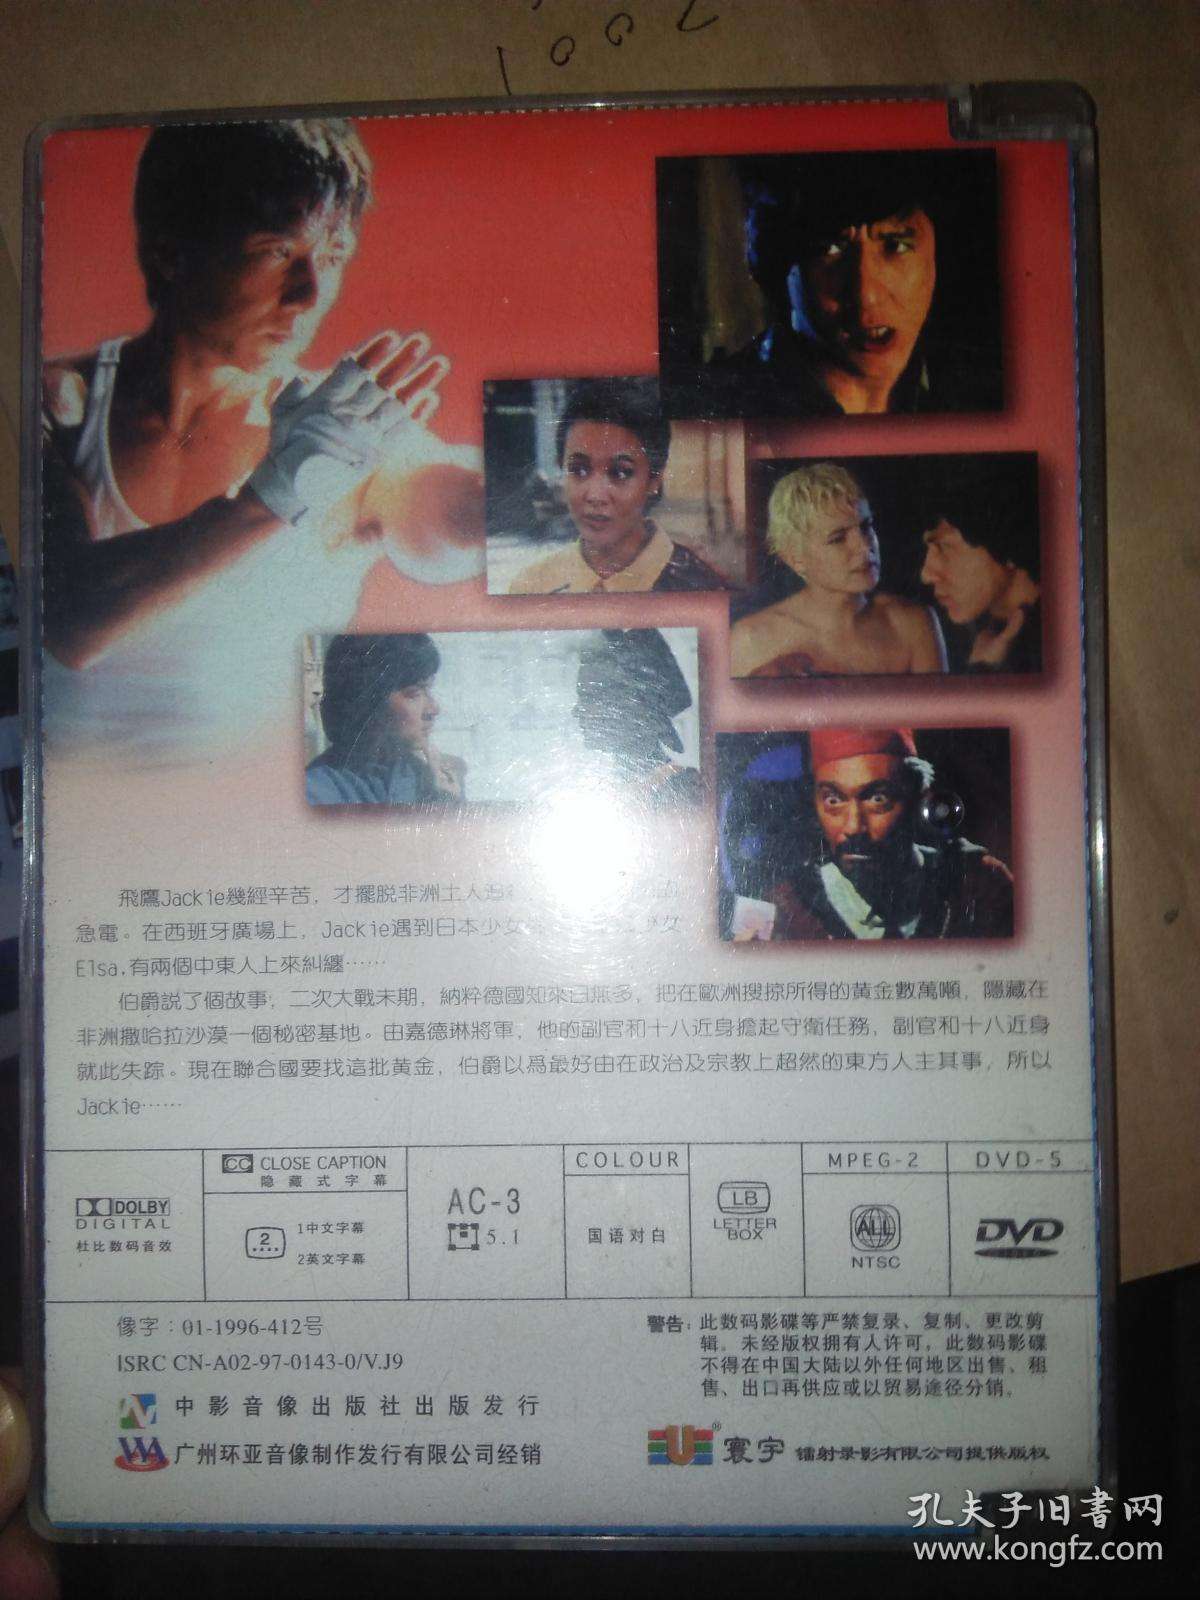 1002
飛鷹Jackie幾經辛苦，才擺脫非洲土人追
急電。在西班牙廣場上，Jackie遇到日本少女 少女
Elsa，有兩個中東人上來糾纏……
伯爵說了個故事，二次大戰末期，納粹德國知來日無多，把在歐洲搜掠所得的黃金數萬噸，隱藏在
非洲撒哈拉沙漠一個秘密基地。由嘉德琳將軍，他的副官和十八近身擔起守衛任務，副官和十八近身
就此失踪。現在聯合國要找這批黃金，伯爵以爲最好由在政治及宗教上超然的東方人主其事，所以
Jackie……
DOLBY
DIGITAL
杜比数码音效
CC CLOSE CAPTION
隐藏式字幕
2
1中文字幕
2英文字幕
AC-3
5.1
COLOUR
国语对白
LB
LETTER
BOX
MPEG-2
ALL
NTSC
DVD-5
DVD
像字：01-1996-412号
ISRC CN-A02-97-0143-0/V.J9
中影音像出版社出版发行
广州环亚音像制作发行有限公司经销
警告：此数码影碟等严禁复录、复制、更改剪
辑。未经版权拥有人许可，此数码影碟
不得在中国大陆以外任何地区出售、租
售、出口再供应或以贸易途径分销。
U® 寰宇 镭射录影有限公司提供版权
孔夫子旧書网
www.kongfz.com